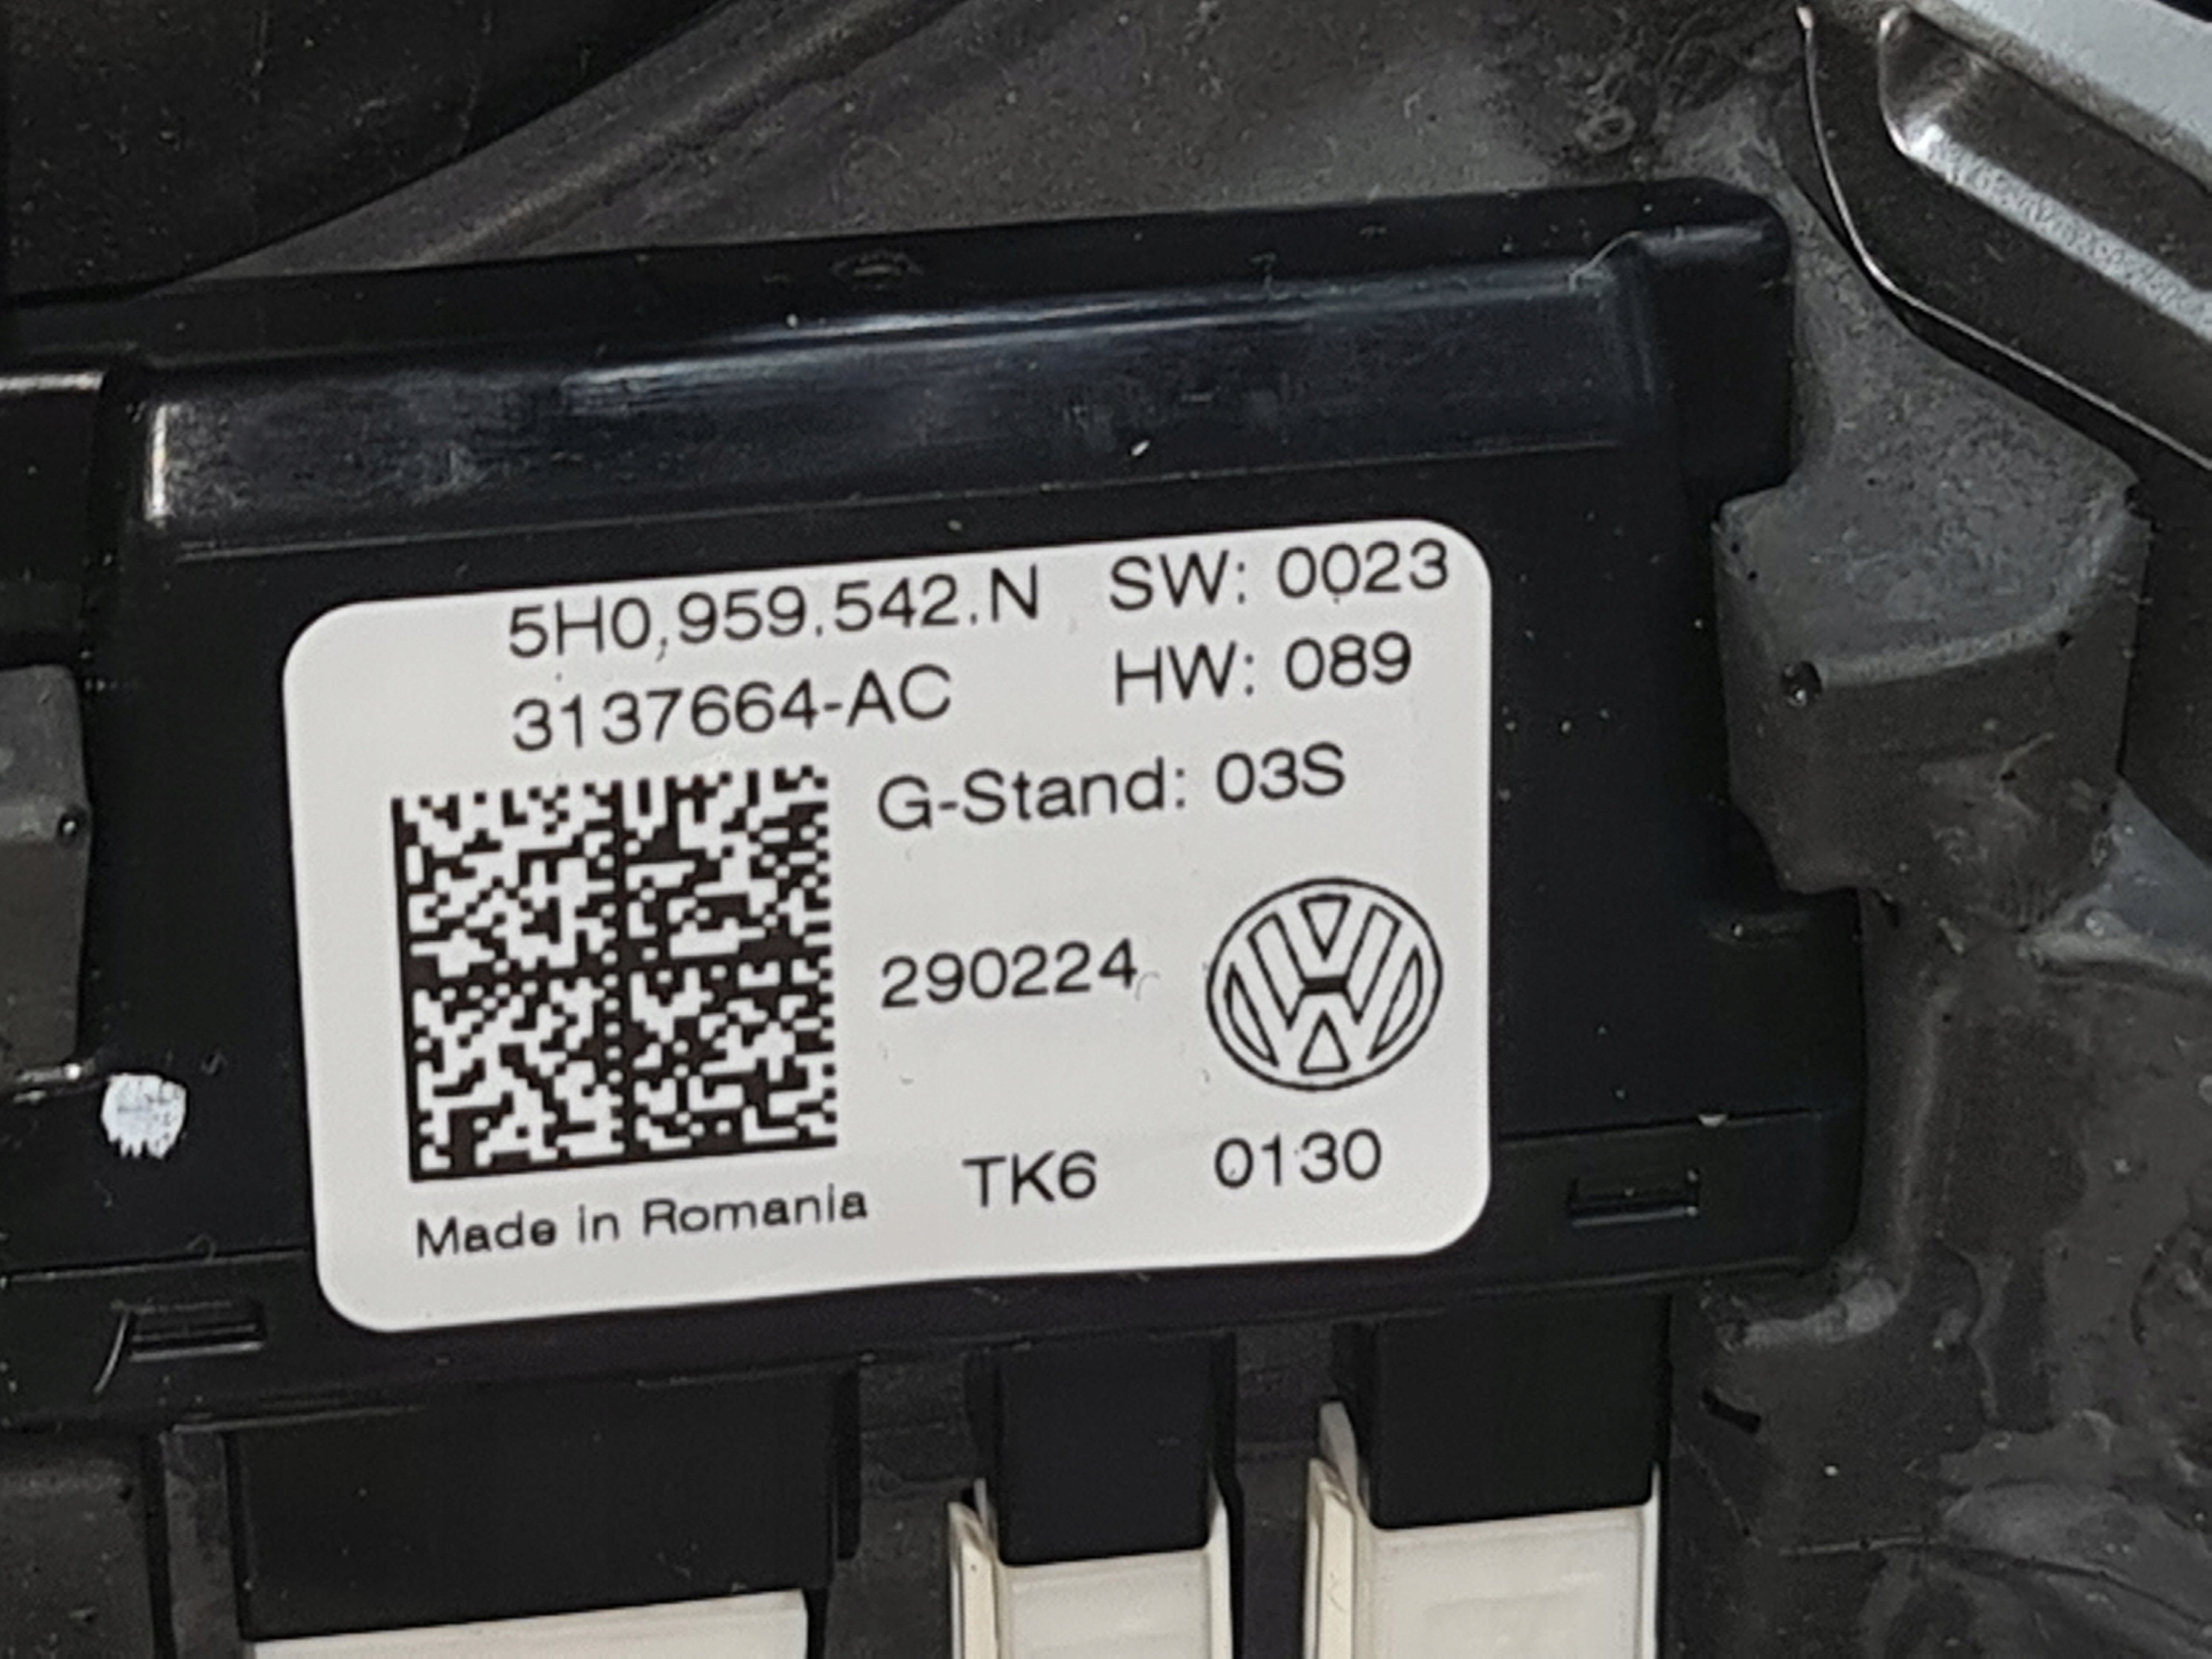 5H0.959.542.N SW: 0023
3137664-AC HW: 089
G-Stand: 03S
290224
TK6 0130
Made in Romania